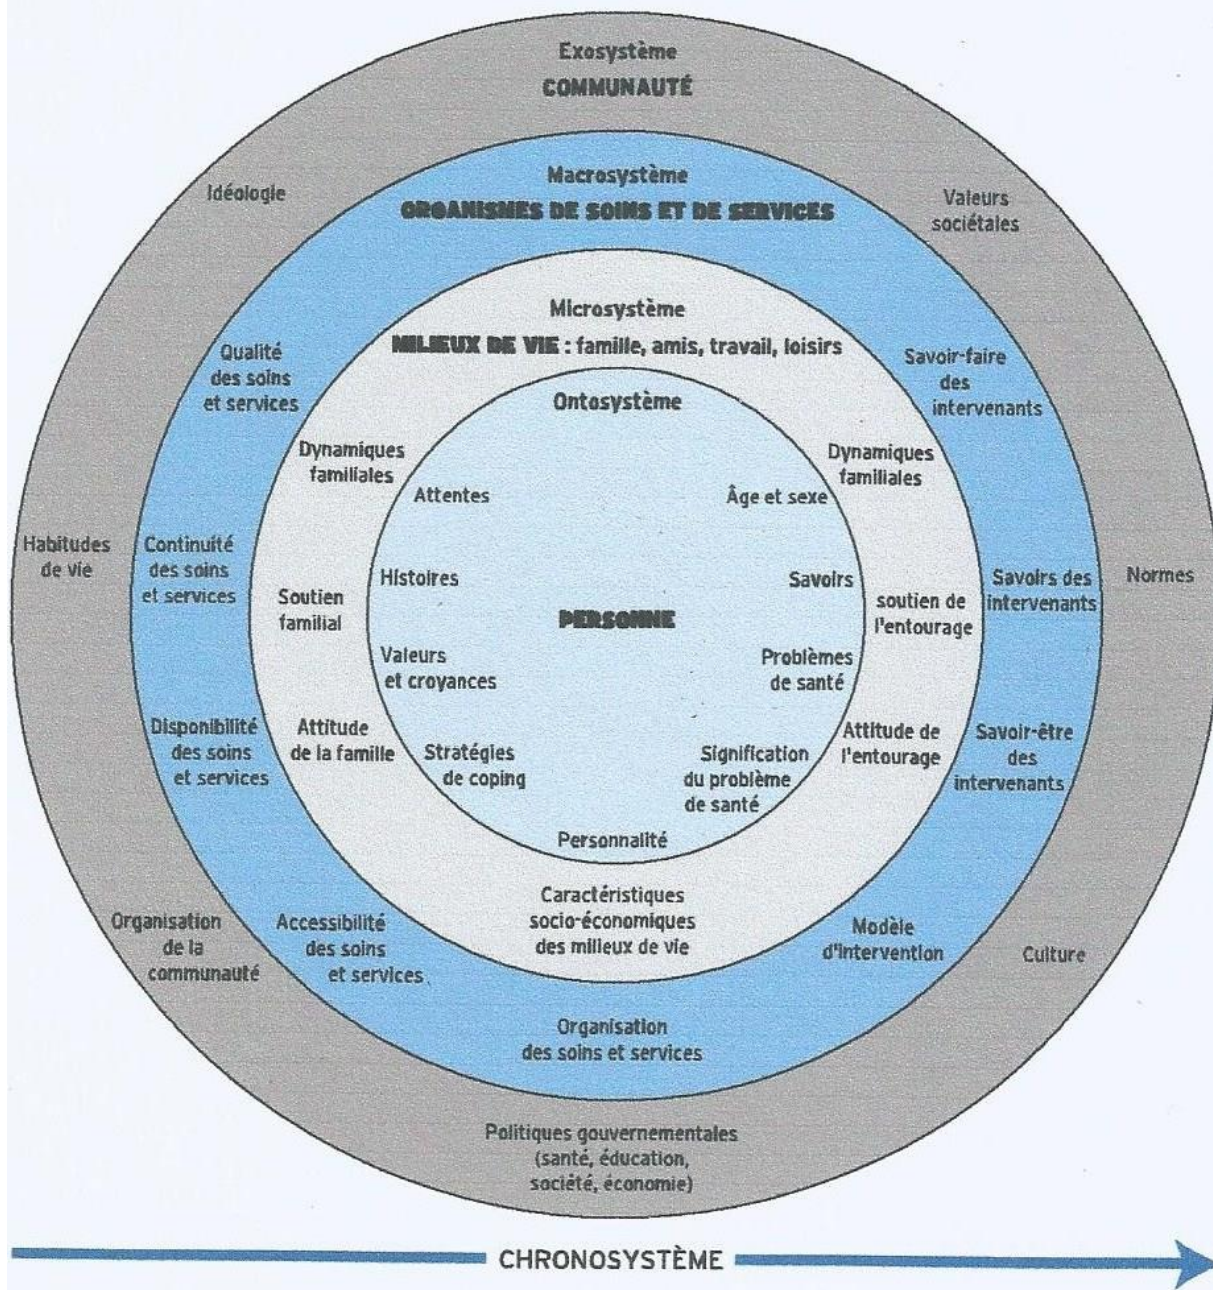 Exosystème
COMMUNAUTÉ
Idéologie
Valeurs
sociétales
Habitudes
de vie
Normes
Organisation
de la
communauté
Culture
Politiques gouvernementales
(santé, éducation,
société, économie)
Macrosystème
ORGANISMES DE SOINS ET DE SERVICES
Qualité
des soins
et services
Savoir-faire
des
intervenants
Continuité
des soins
et services
Savoirs des
intervenants
Disponibilité
des soins
et services
Savoir-être
des
intervenants
Accessibilité
des soins
et services
Modèle
d'intervention
Organisation
des soins et services
Microsystème
MILIEUX DE VIE : famille, amis, travail, loisirs
Dynamiques
familiales
Dynamiques
familiales
Soutien
familial
soutien de
l'entourage
Attitude
de la famille
Attitude de
l'entourage
Caractéristiques
socio-économiques
des milieux de vie
Ontosystème
Attentes
Âge et sexe
Histoires
Savoirs
PERSONNE
Valeurs
et croyances
Problèmes
de santé
Stratégies
de coping
Signification
du problème
de santé
Personnalité
CHRONOSYSTÈME